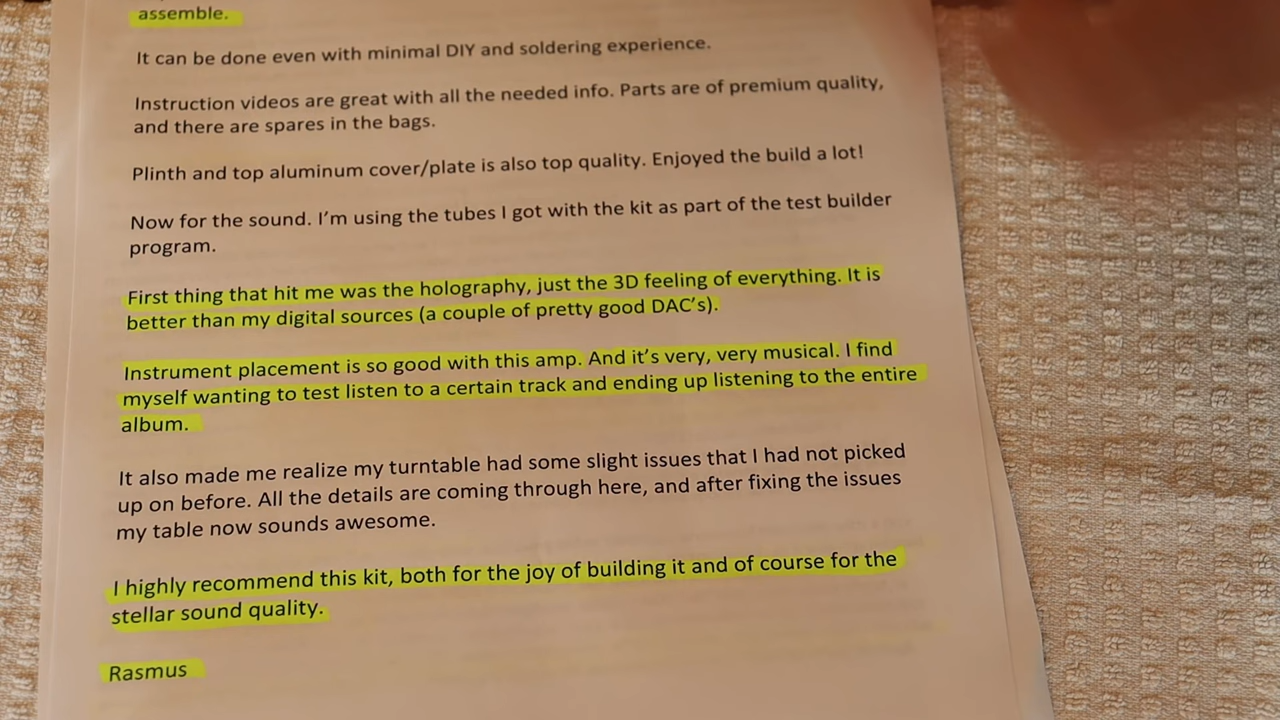 assemble.
It can be done even with minimal DIY and soldering experience.
Instruction videos are great with all the needed info. Parts are of premium quality,
and there are spares in the bags.
Plinth and top aluminum cover/plate is also top quality. Enjoyed the build a lot!
Now for the sound. I’m using the tubes I got with the kit as part of the test builder
program.
First thing that hit me was the holography, just the 3D feeling of everything. It is
better than my digital sources (a couple of pretty good DAC’s).
Instrument placement is so good with this amp. And it’s very, very musical. I find
myself wanting to test listen to a certain track and ending up listening to the entire
album.
It also made me realize my turntable had some slight issues that I had not picked
up on before. All the details are coming through here, and after fixing the issues
my table now sounds awesome.
I highly recommend this kit, both for the joy of building it and of course for the
stellar sound quality.
Rasmus